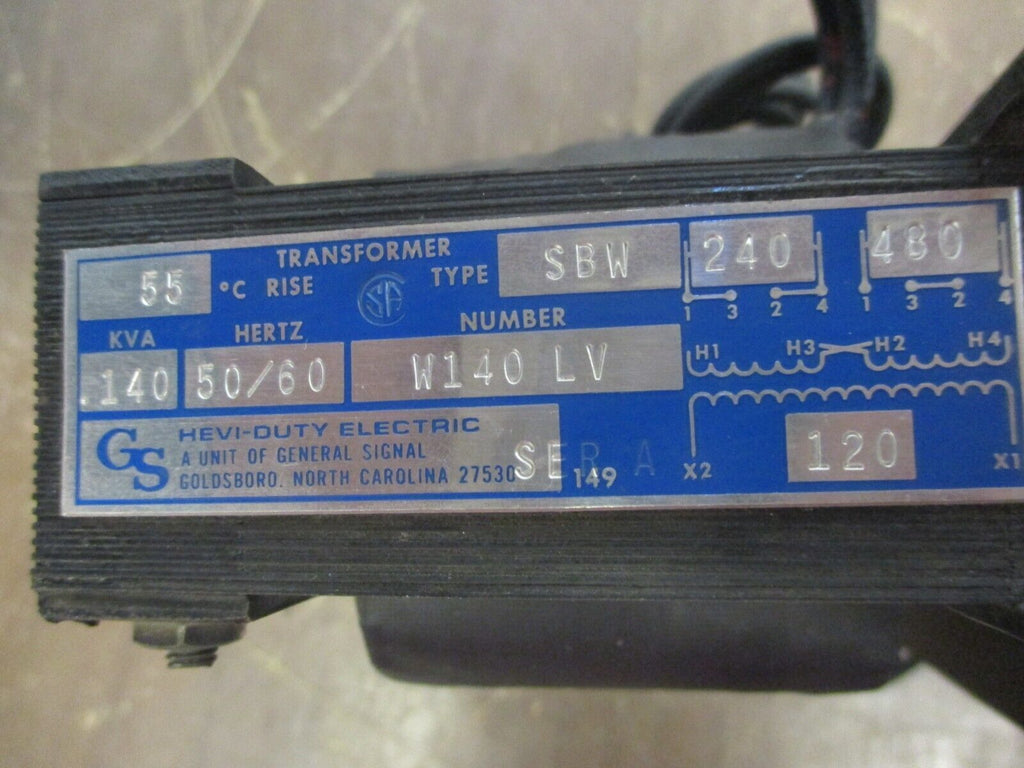 TRANSFORMER
55 °C RISE SA TYPE SBW 240 480
1 3 2 4 1 3 2 4
KVA HERTZ NUMBER
.140 50/60 W140 LV
H1 H3 H2 H4
GS HEVI-DUTY ELECTRIC
A UNIT OF GENERAL SIGNAL
GOLDSBORO, NORTH CAROLINA 27530
SER A
149
X2 120 X1